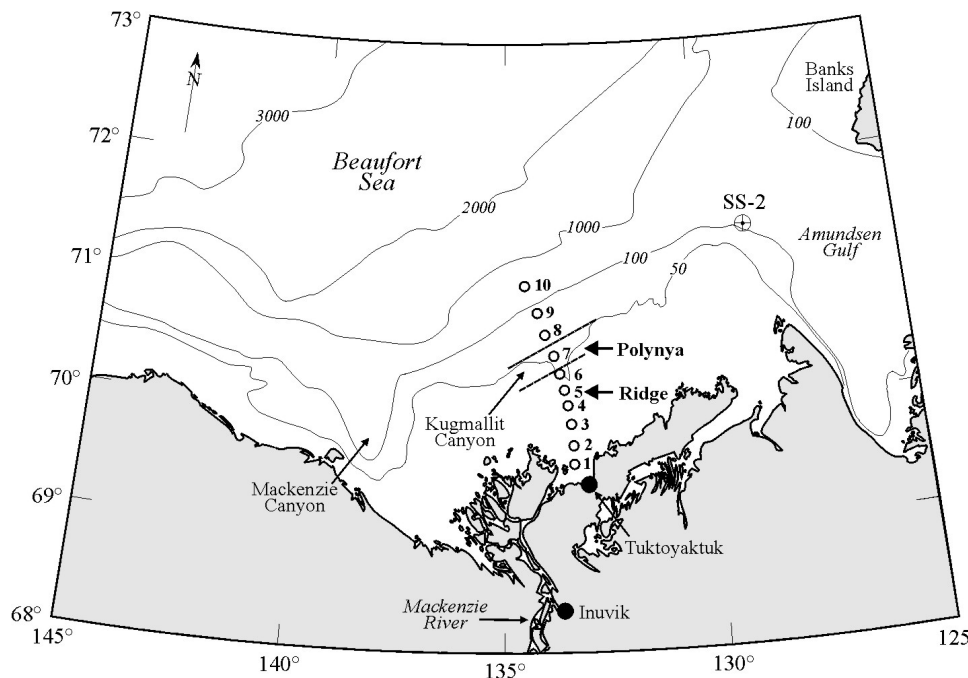 73°
130°
Banks
Island
N
3000
100
72°
Beaufort
Sea
2000
SS-2
1000
Amundsen
Gulf
71°
100
50
10
9
8
Polynya
7
70°
6
5
Ridge
4
Kugmallit
Canyon
3
2
1
Mackenzie
Canyon
69°
Tuktoyaktuk
Mackenzie
River
Inuvik
68°
145°
140°
135°
130°
125°